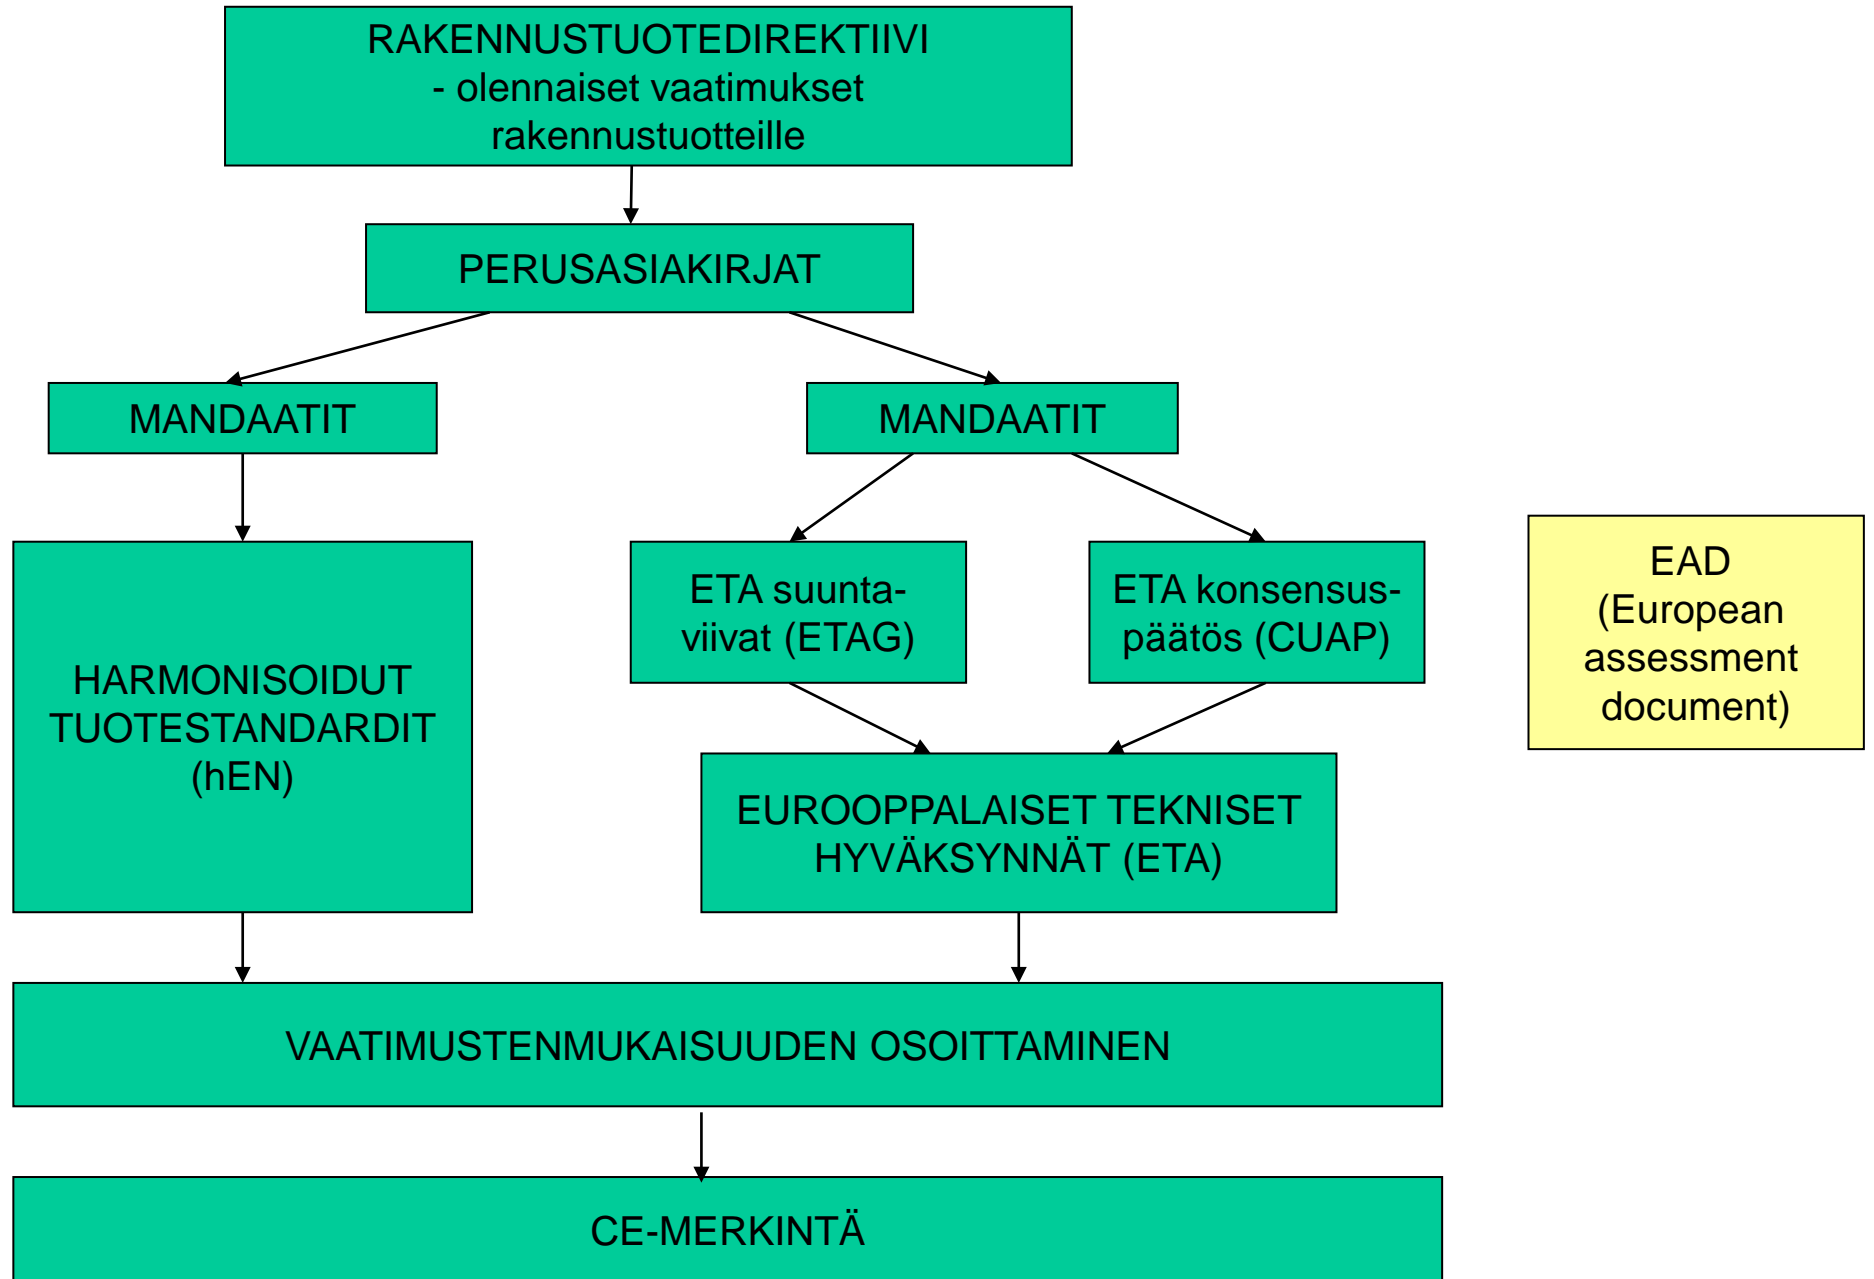 RAKENNUSTUOTEDIREKTIIVI
- olennaiset vaatimukset
rakennustuotteille
PERUSASIAKIRJAT
MANDAATIT
MANDAATIT
HARMONISOIDUT
TUOTESTANDARDIT
(hEN)
ETA suunta-
viivat (ETAG)
ETA konsensus-
päätös (CUAP)
EAD
(European
assessment
document)
EUROOPPALAISET TEKNISET
HYVÄKSYNNÄT (ETA)
VAATIMUSTENMUKAISUUDEN OSOITTAMINEN
CE-MERKINTÄ